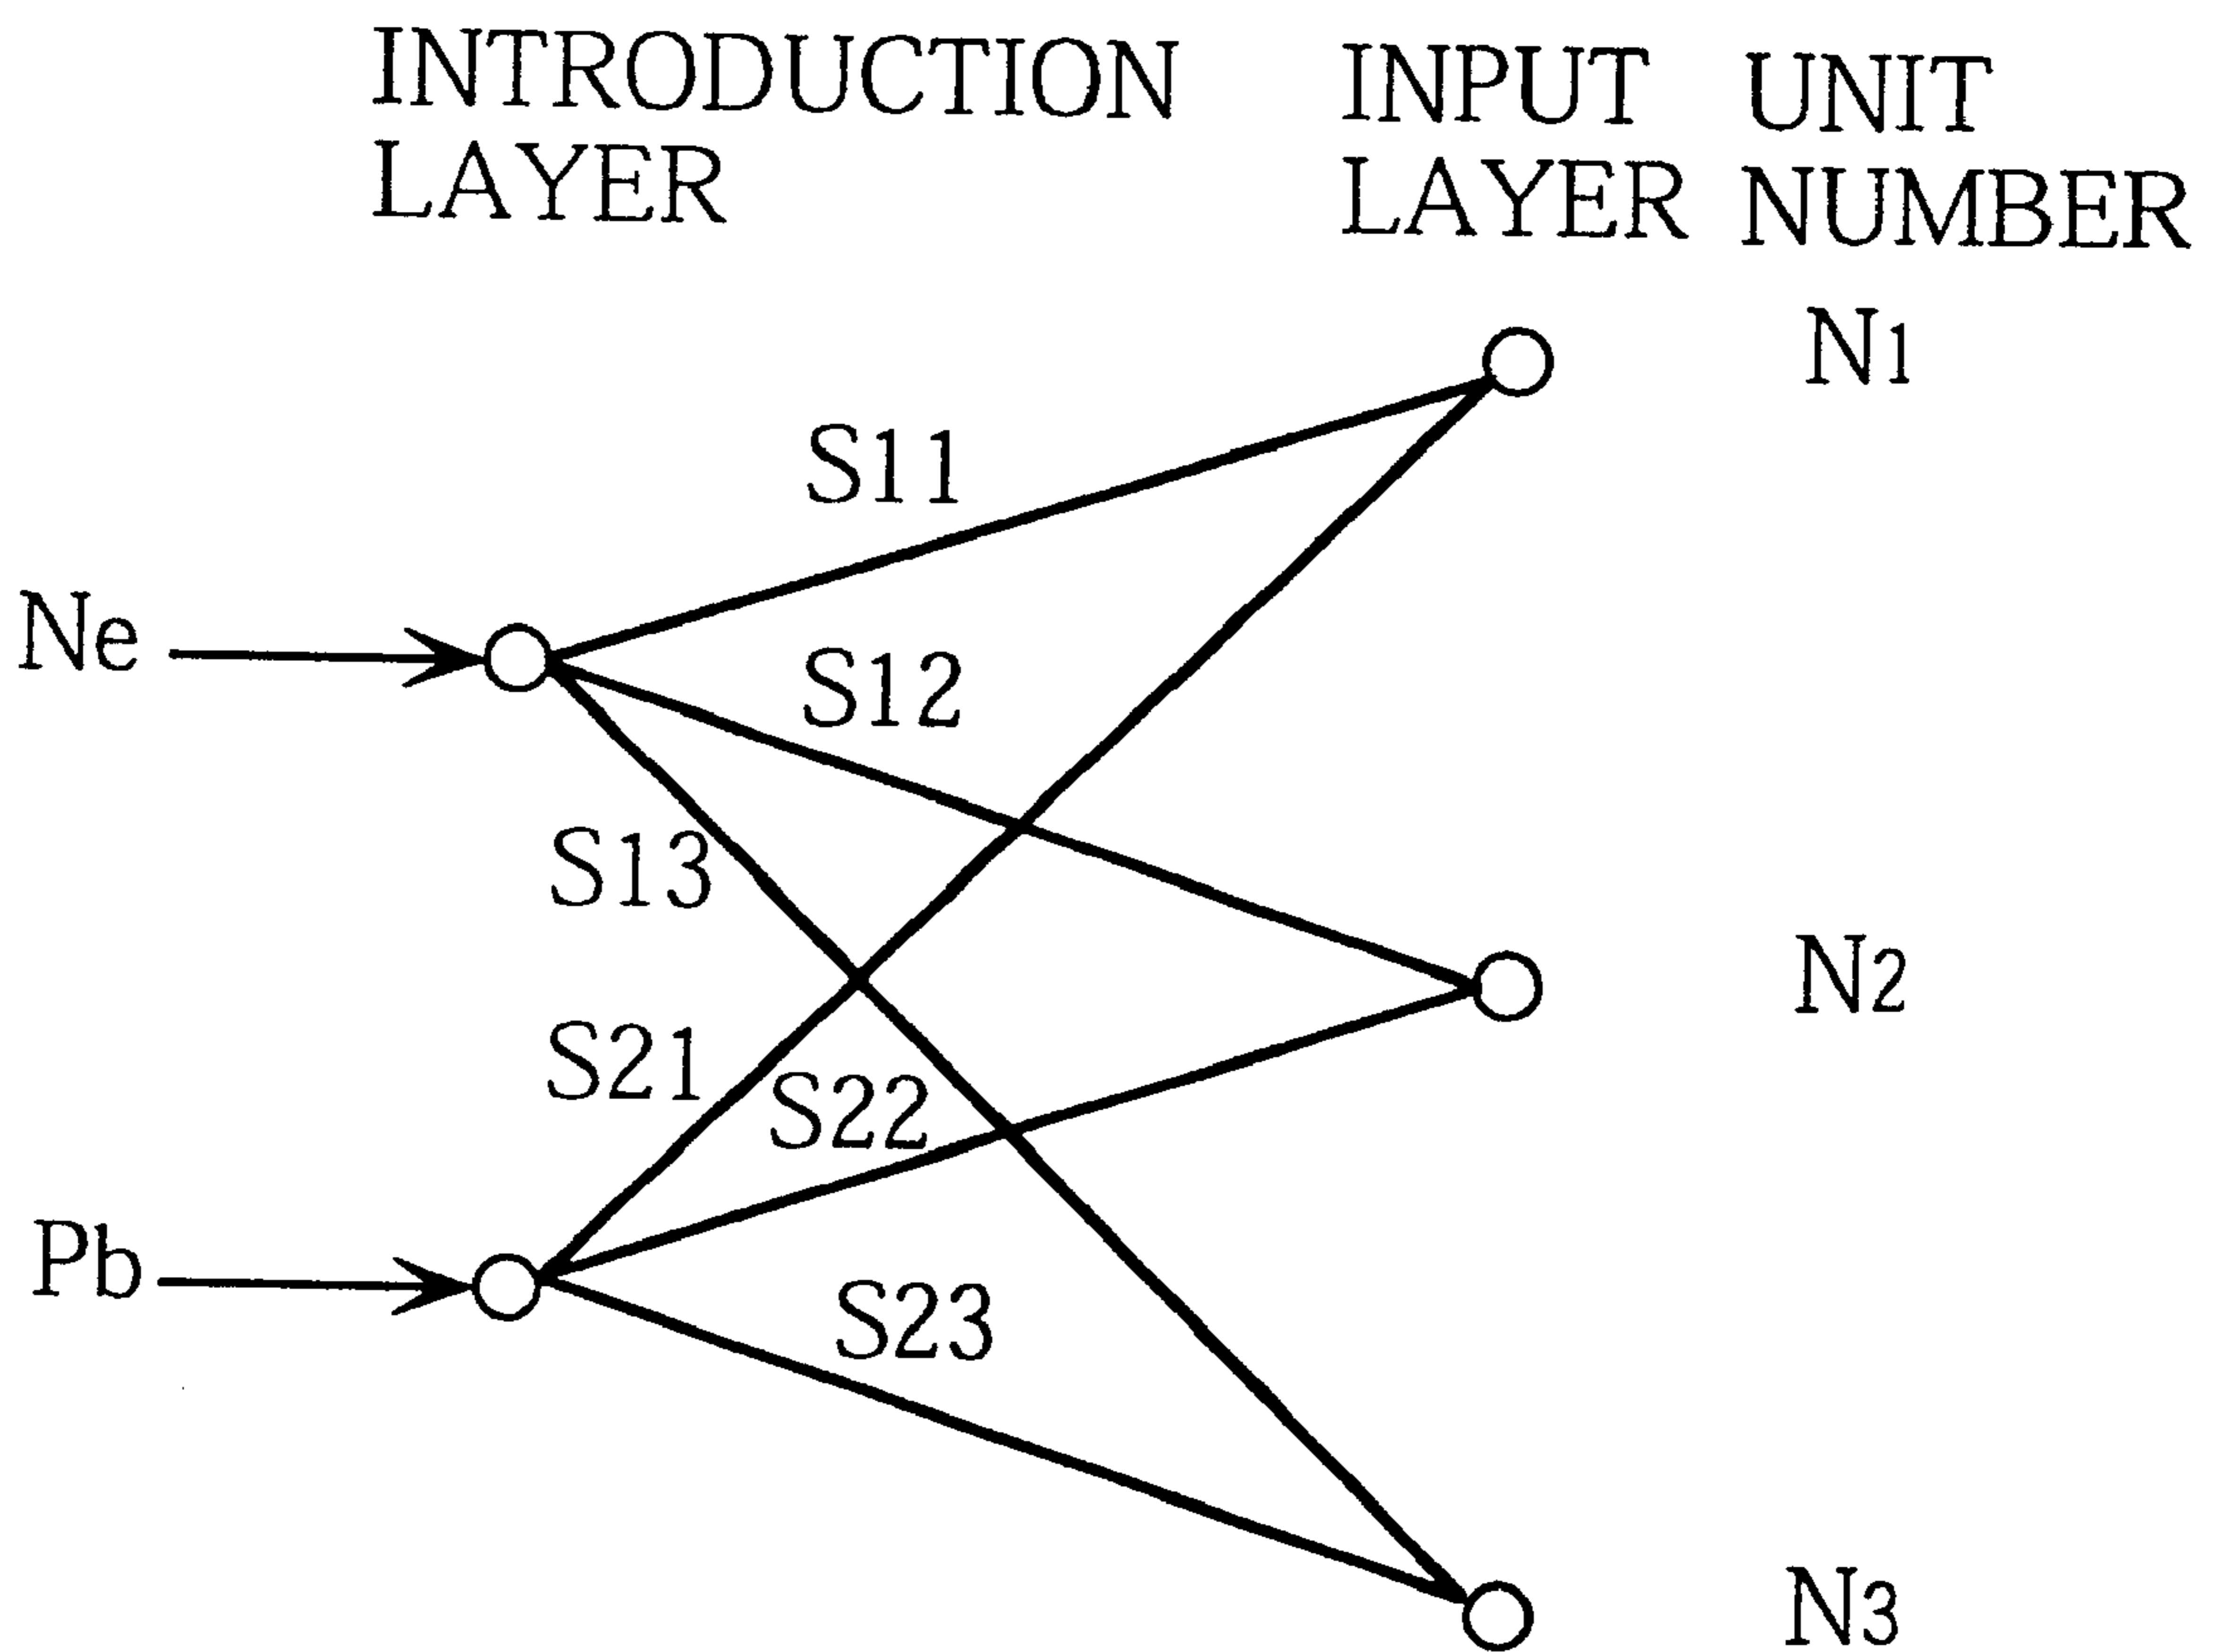 INTRODUCTION
LAYER
INPUT
LAYER
UNIT
NUMBER
N1
S11
Ne
S12
S13
N2
S21
S22
Pb
S23
N3